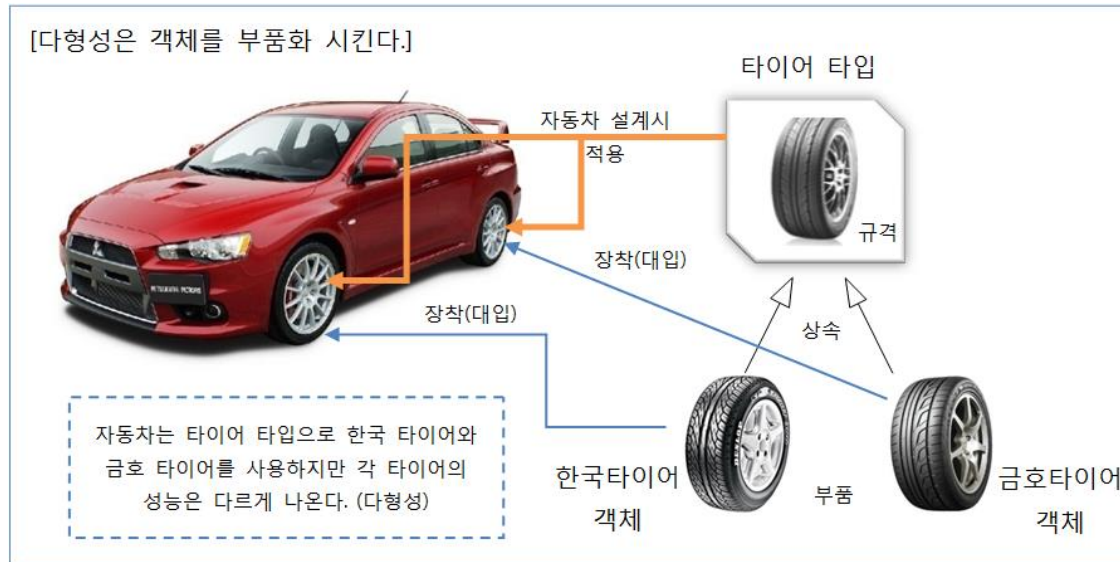 [다형성은 객체를 부품화 시킨다.]
타이어 타입
자동차 설계시
적용
규격
장착(대입)
장착(대입)
상속
자동차는 타이어 타입으로 한국 타이어와
금호 타이어를 사용하지만 각 타이어의
성능은 다르게 나온다. (다형성)
한국타이어
객체
부품
금호타이어
객체